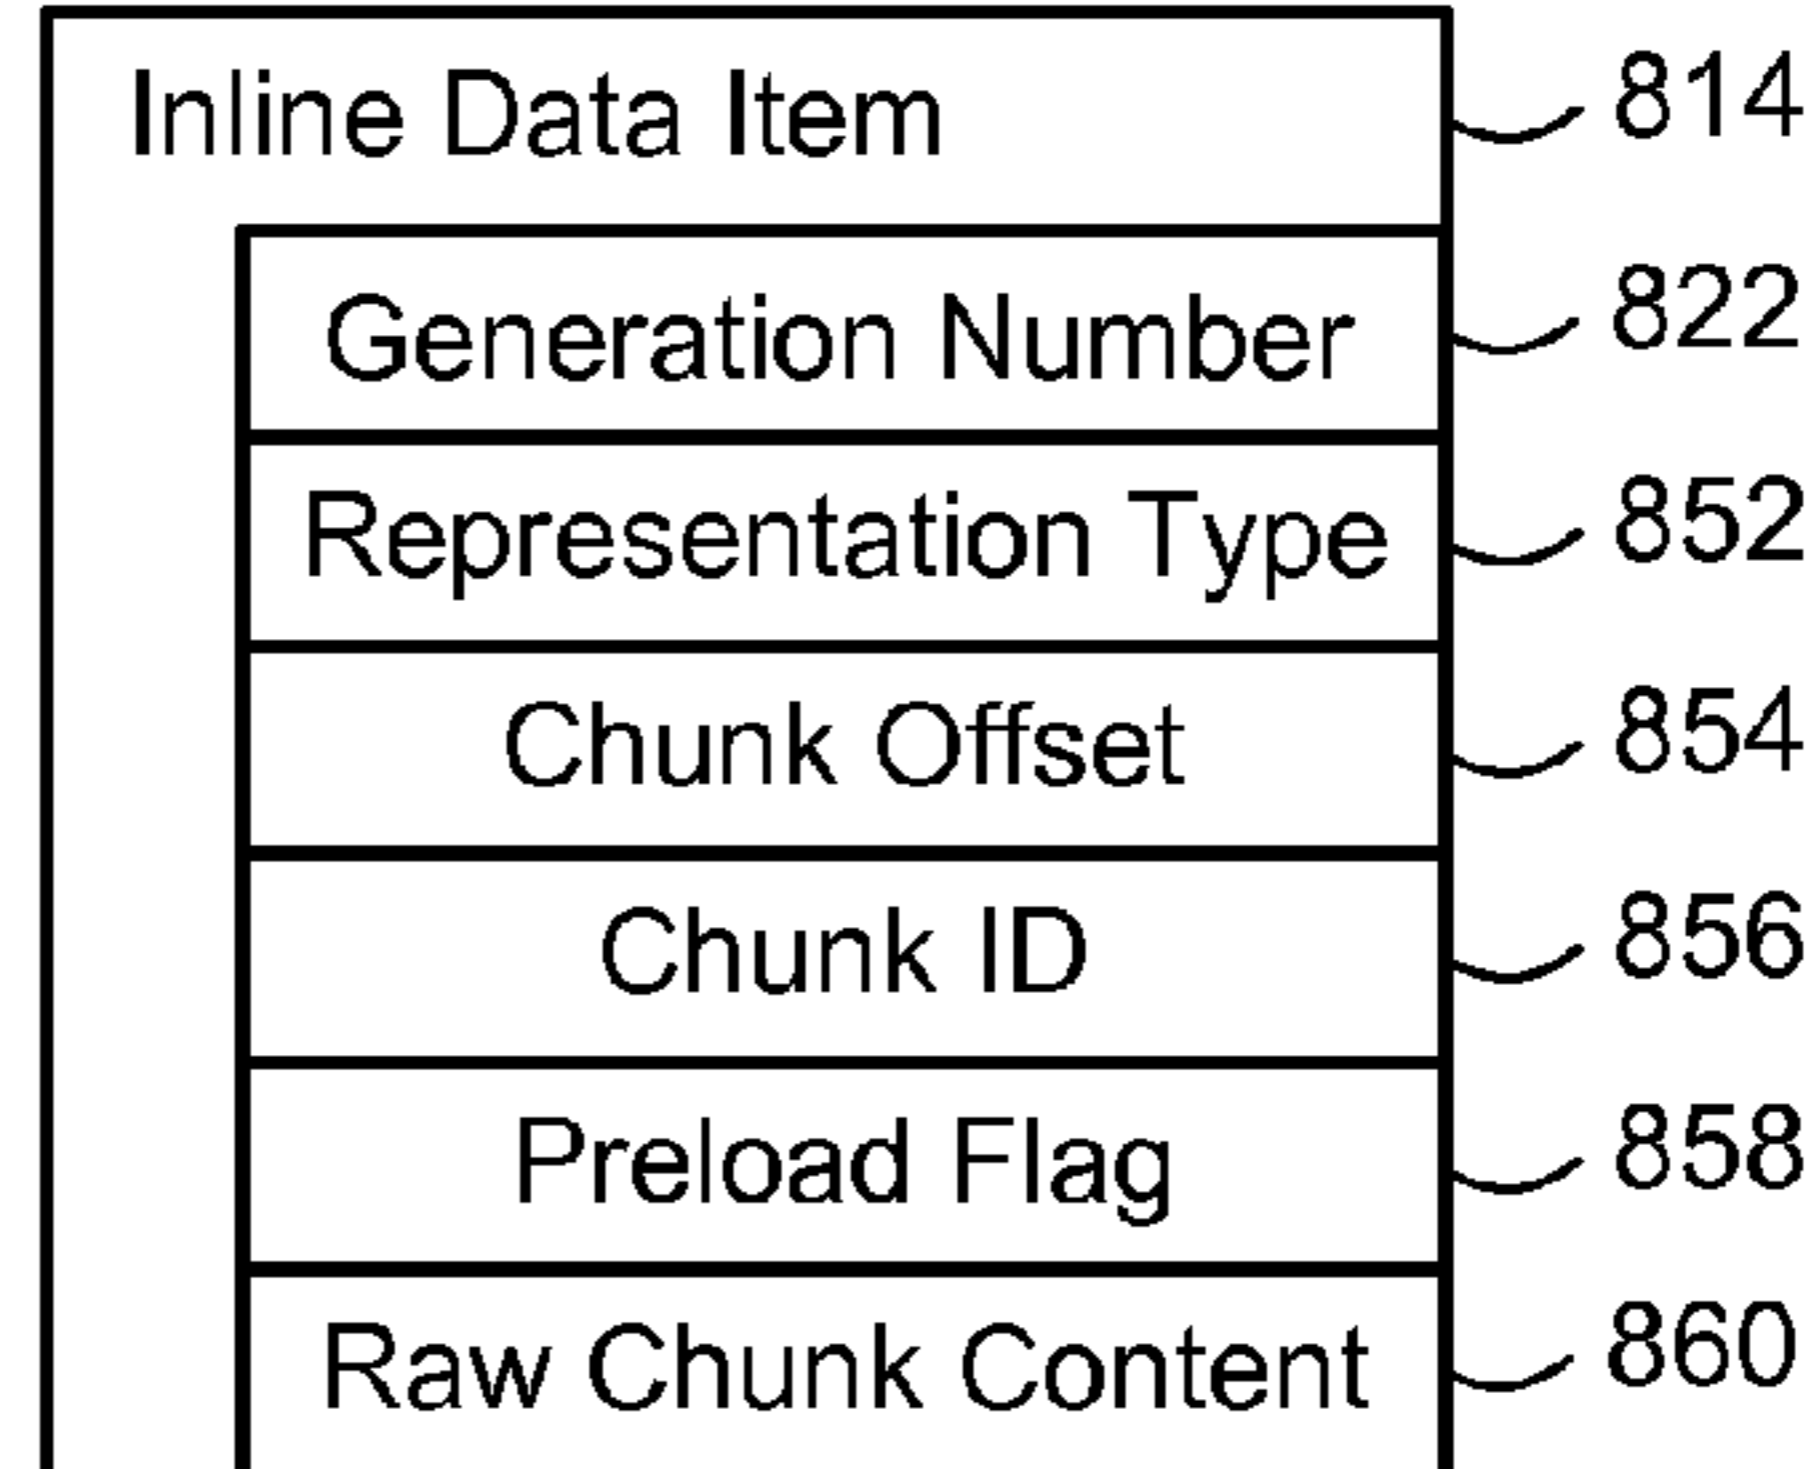 Inline Data Item 814
Generation Number 822
Representation Type 852
Chunk Offset 854
Chunk ID 856
Preload Flag 858
Raw Chunk Content 860